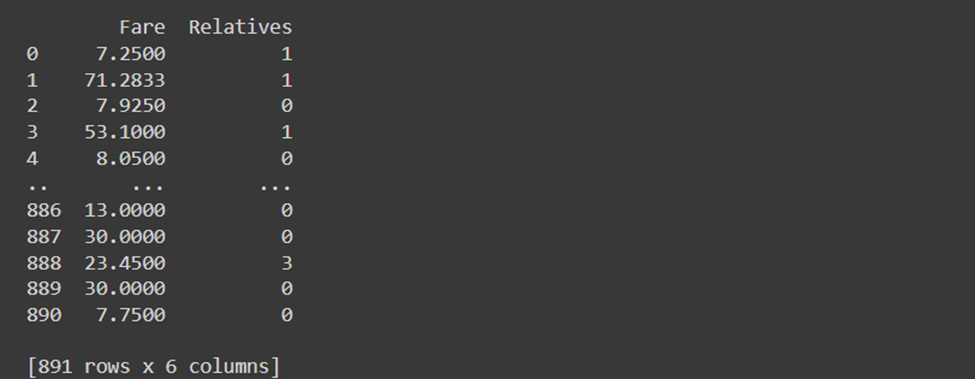 Fare Relatives
0 7.2500 1
1 71.2833 1
2 7.9250 0
3 53.1000 1
4 8.0500 0
.. ... ...
886 13.0000 0
887 30.0000 0
888 23.4500 3
889 30.0000 0
890 7.7500 0
[891 rows x 6 columns]